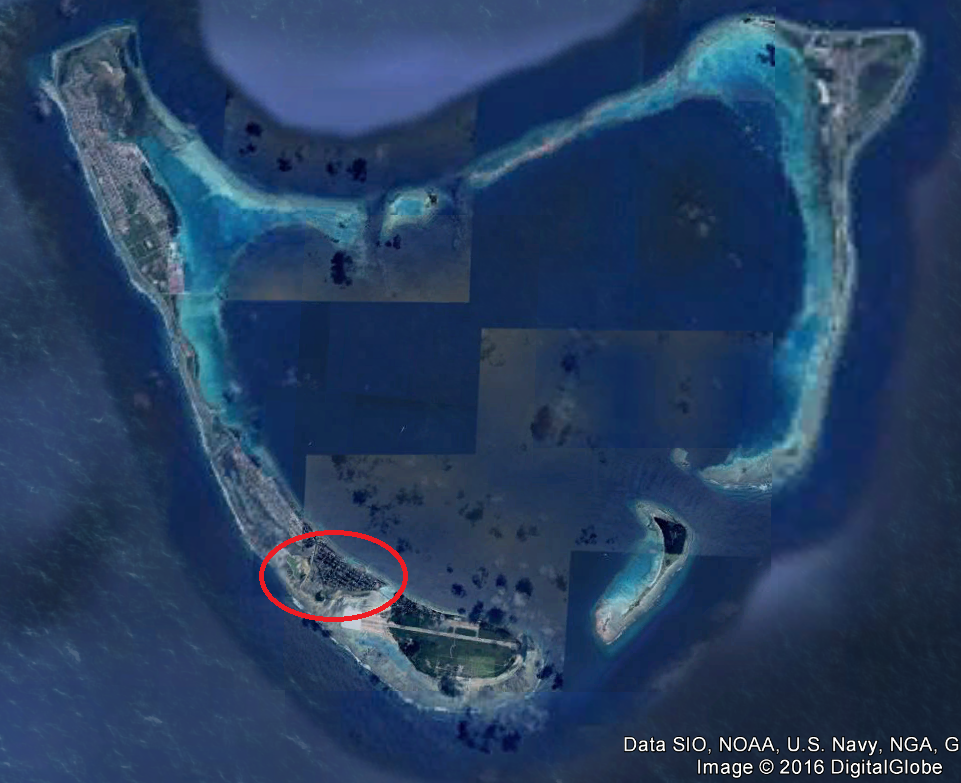 Data SIO, NOAA, U.S. Navy, NGA, G
Image © 2016 DigitalGlobe